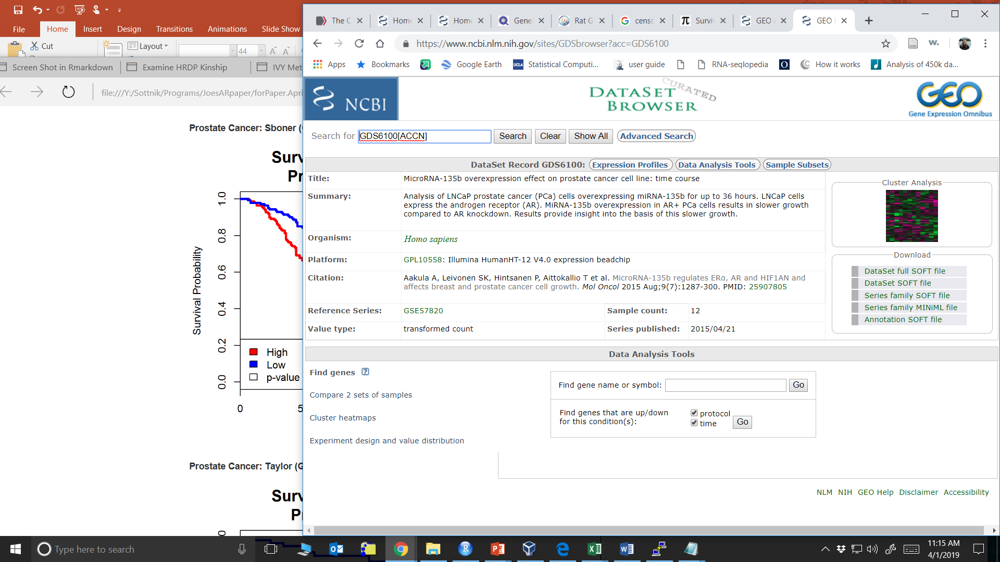 File
Home
Insert
Design
Transitions
Animations
Slide Show
Cut
Layout
44
Screen Shot in Rmarkdown
Examine HRDP Kinship
IVY Met
file:///Y:/Sottnik/Programs/JoesARpaper/forPaper.Apri
Prostate Cancer: Sboner (
Surv
Pr
Survival Probability
1.0
0.8
0.6
0.4
0.2
0.0
High
Low
p-value
0
5
Prostate Cancer: Taylor (G
Surv
Pr
The C
Home
Home
Gene
Rat G
censo
Surviv
GEO
GEO
https://www.ncbi.nlm.nih.gov/sites/GDSbrowser?acc=GDS6100
w.
Apps
Bookmarks
Google Earth
UCLA
Statistical Computi...
user guide
RNA-seqlopedia
How it works
Analysis of 450k da...
NCBI
DATASET
CURATED
BROWSER
GEO
Gene Expression Omnibus
Search for GDS6100[ACCN] Search Clear Show All Advanced Search
DataSet Record GDS6100: Expression Profiles Data Analysis Tools Sample Subsets
Title: MicroRNA-135b overexpression effect on prostate cancer cell line: time course
Summary: Analysis of LNCaP prostate cancer (PCa) cells overexpressing miRNA-135b for up to 36 hours. LNCaP cells
express the androgen receptor (AR). MiRNA-135b overexpression in AR+ PCa cells results in slower growth
compared to AR knockdown. Results provide insight into the basis of this slower growth.
Organism: Homo sapiens
Platform: GPL10558: Illumina HumanHT-12 V4.0 expression beadchip
Citation: Aakula A, Leivonen SK, Hintsanen P, Aittokallio T et al. MicroRNA-135b regulates ERα, AR and HIF1AN and
affects breast and prostate cancer cell growth. Mol Oncol 2015 Aug;9(7):1287-300. PMID: 25907805
Reference Series: GSE57820 Sample count: 12
Value type: transformed count Series published: 2015/04/21
Cluster Analysis
Download
DataSet full SOFT file
DataSet SOFT file
Series family SOFT file
Series family MINiML file
Annotation SOFT file
Data Analysis Tools
Find genes ?
Compare 2 sets of samples
Cluster heatmaps
Experiment design and value distribution
Find gene name or symbol: Go
Find genes that are up/down
for this condition(s):
protocol
time
Go
NLM NIH GEO Help Disclaimer Accessibility
Type here to search
11:15 AM
4/1/2019